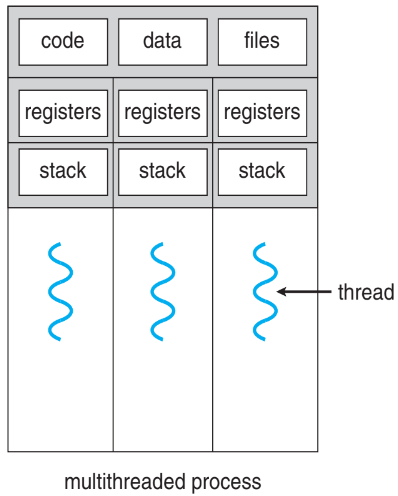 code data files
registers registers registers
stack stack stack
thread
multithreaded process